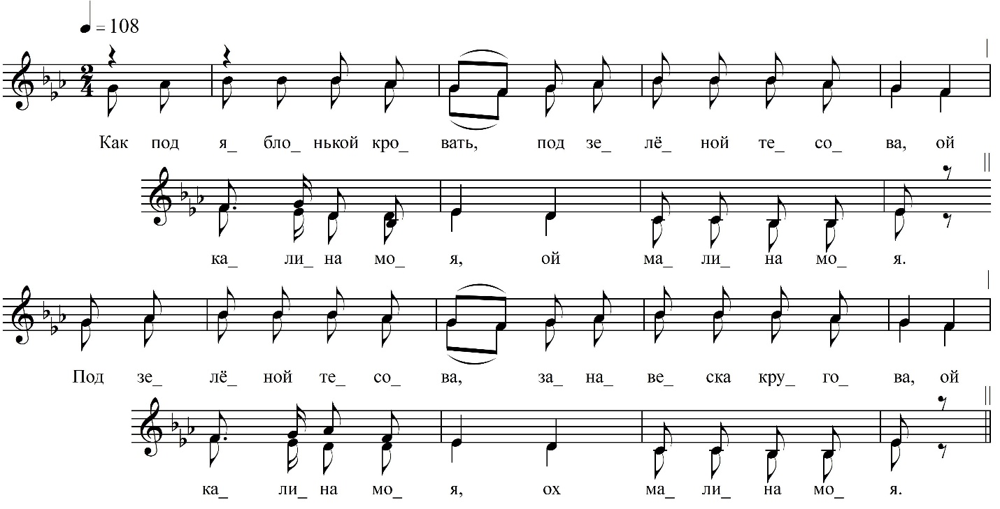 = 108
2
4
Как под я_ бло_ нькой кро_ вать, под зе_ лё_ ной те_ со_ ва, ой
ка_ ли_ на мо_ я, ой ма_ ли_ на мо_ я.
Под зе_ лё_ ной те_ со_ ва, за_ на_ ве_ ска кру_ го_ ва, ой
ка_ ли_ на мо_ я, ох ма_ ли_ на мо_ я.